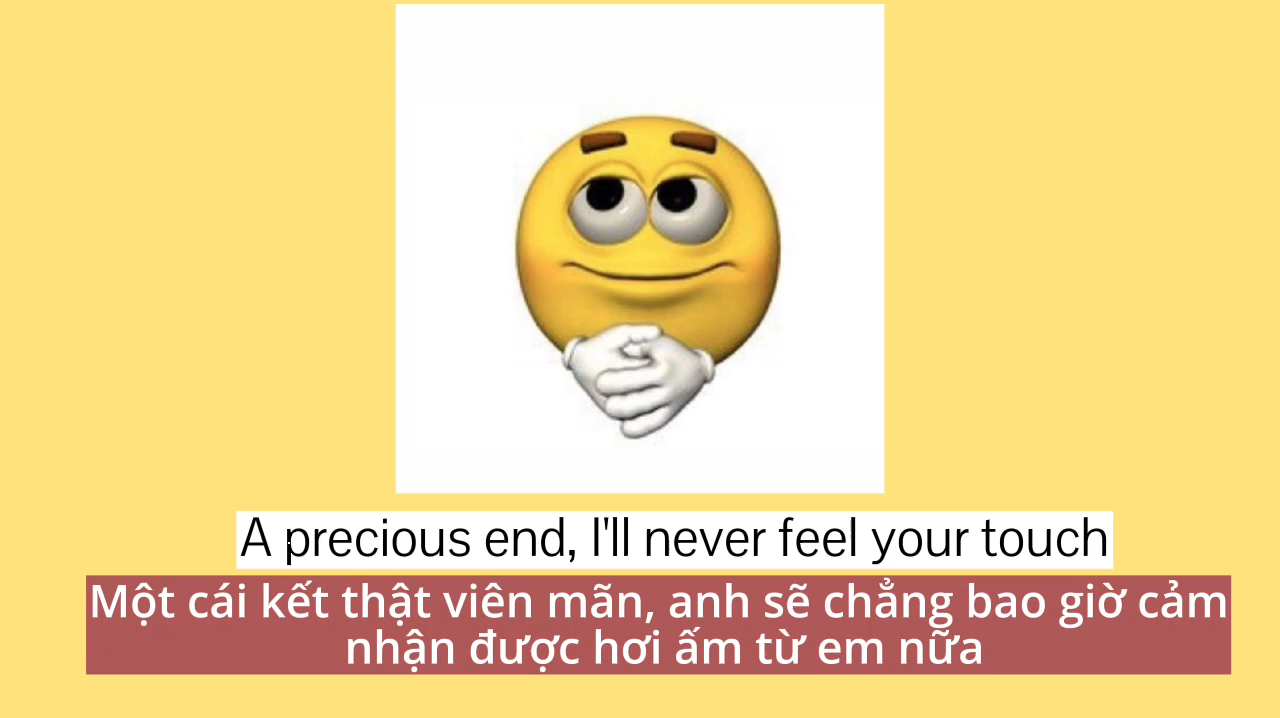 A precious end, I'll never feel your touch
Một cái kết thật viên mãn, anh sẽ chẳng bao giờ cảm
nhận được hơi ấm từ em nữa